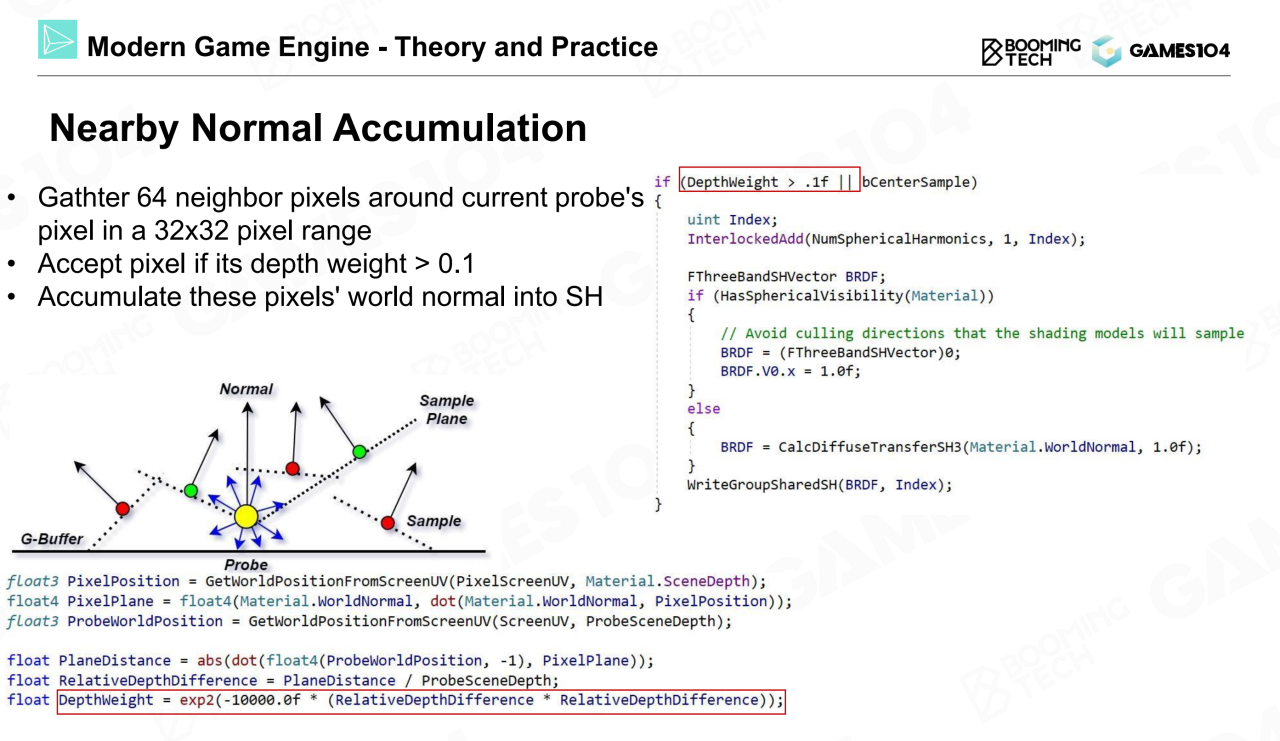 Modern Game Engine - Theory and Practice
BOOMING
TECH
GAMES104
Nearby Normal Accumulation
• Gathter 64 neighbor pixels around current probe's
pixel in a 32x32 pixel range
• Accept pixel if its depth weight > 0.1
• Accumulate these pixels' world normal into SH
if (DepthWeight > .1f || bCenterSample)
{
uint Index;
InterlockedAdd(NumSphericalHarmonics, 1, Index);
FThreeBandSHVector BRDF;
if (HasSphericalVisibility(Material))
{
// Avoid culling directions that the shading models will sample
BRDF = (FThreeBandSHVector)0;
BRDF.V0.x = 1.0f;
}
else
{
BRDF = CalcDiffuseTransferSH3(Material.WorldNormal, 1.0f);
}
WriteGroupSharedSH(BRDF, Index);
}
Normal
Sample
Plane
Sample
G-Buffer
Probe
float3 PixelPosition = GetWorldPositionFromScreenUV(PixelScreenUV, Material.SceneDepth);
float4 PixelPlane = float4(Material.WorldNormal, dot(Material.WorldNormal, PixelPosition));
float3 ProbeWorldPosition = GetWorldPositionFromScreenUV(ScreenUV, ProbeSceneDepth);
float PlaneDistance = abs(dot(float4(ProbeWorldPosition, -1), PixelPlane));
float RelativeDepthDifference = PlaneDistance / ProbeSceneDepth;
float DepthWeight = exp2(-10000.0f * (RelativeDepthDifference * RelativeDepthDifference));